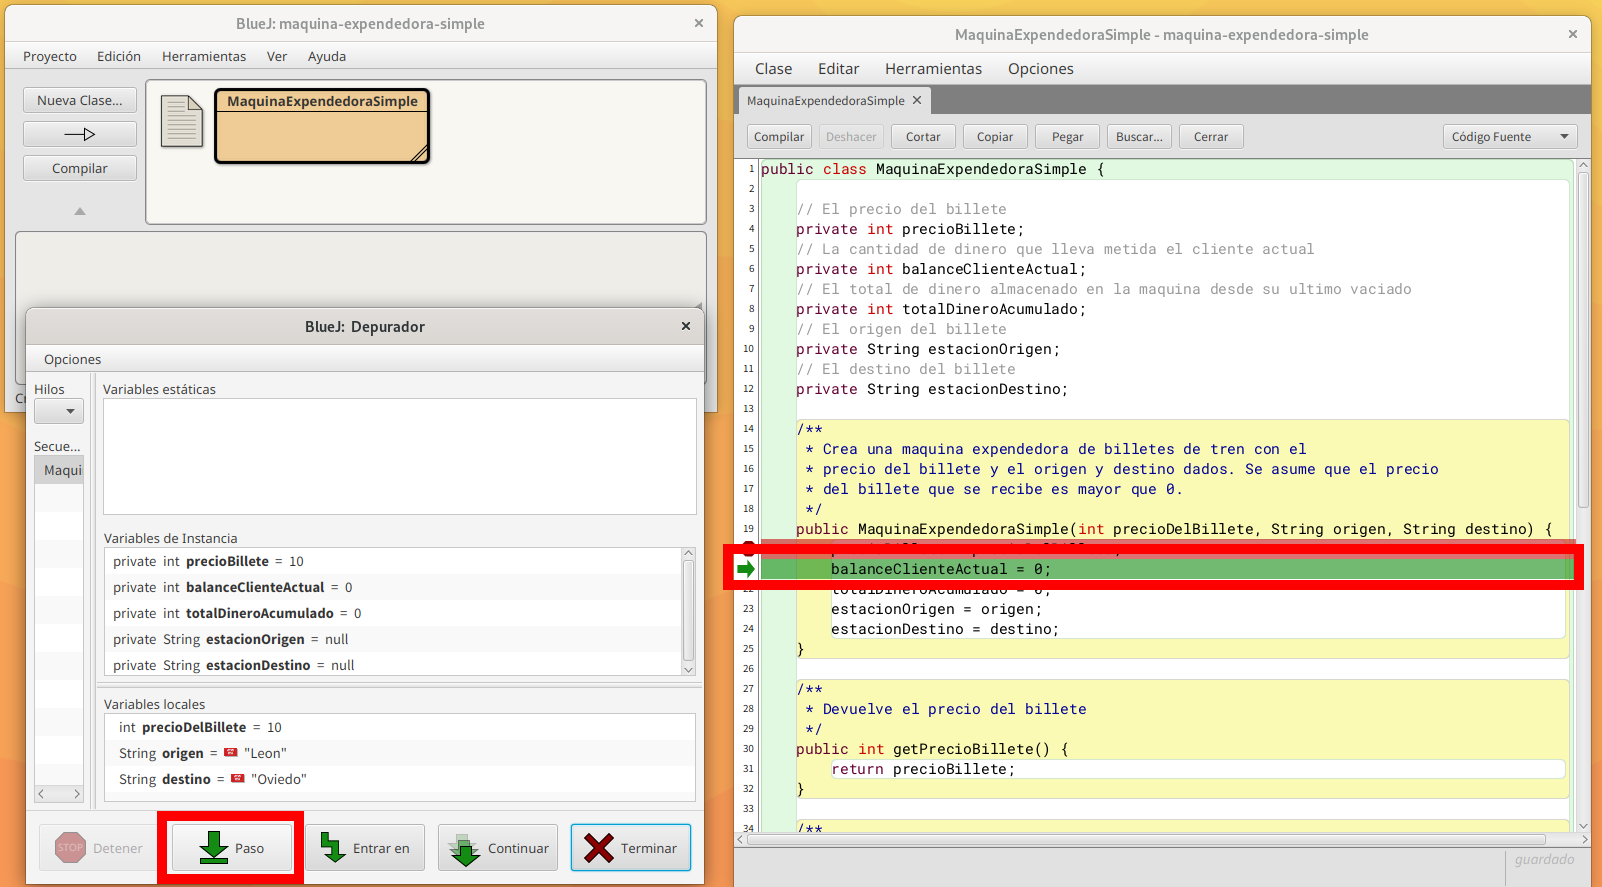 BlueJ: maquina-expendedora-simple
Proyecto Edición Herramientas Ver Ayuda
Nueva Clase...
Compilar
MaquinaExpendedoraSimple
BlueJ: Depurador
Opciones
Hilos
Secue...
Maqui
Variables estáticas
Variables de Instancia
private int precioBillete = 10
private int balanceClienteActual = 0
private int totalDineroAcumulado = 0
private String estacionOrigen = null
private String estacionDestino = null
Variables locales
int precioDelBillete = 10
String origen = "Leon"
String destino = "Oviedo"
STOP Detener Paso Entrar en Continuar Terminar
MaquinaExpendedoraSimple - maquina-expendedora-simple
Clase Editar Herramientas Opciones
MaquinaExpendedoraSimple
Compilar Deshacer Cortar Copiar Pegar Buscar... Cerrar Código Fuente
1 public class MaquinaExpendedoraSimple {
2
3 // El precio del billete
4 private int precioBillete;
5 // La cantidad de dinero que lleva metida el cliente actual
6 private int balanceClienteActual;
7 // El total de dinero almacenado en la maquina desde su ultimo vaciado
8 private int totalDineroAcumulado;
9 // El origen del billete
10 private String estacionOrigen;
11 // El destino del billete
12 private String estacionDestino;
13
14 /**
15 * Crea una maquina expendedora de billetes de tren con el
16 * precio del billete y el origen y destino dados. Se asume que el precio
17 * del billete que se recibe es mayor que 0.
18 */
19 public MaquinaExpendedoraSimple(int precioDelBillete, String origen, String destino) {
balanceClienteActual = 0;
22 totalDineroAcumulado = 0;
23 estacionOrigen = origen;
24 estacionDestino = destino;
25 }
26
27 /**
28 * Devuelve el precio del billete
29 */
30 public int getPrecioBillete() {
31 return precioBillete;
32 }
33
34 /**
guardado